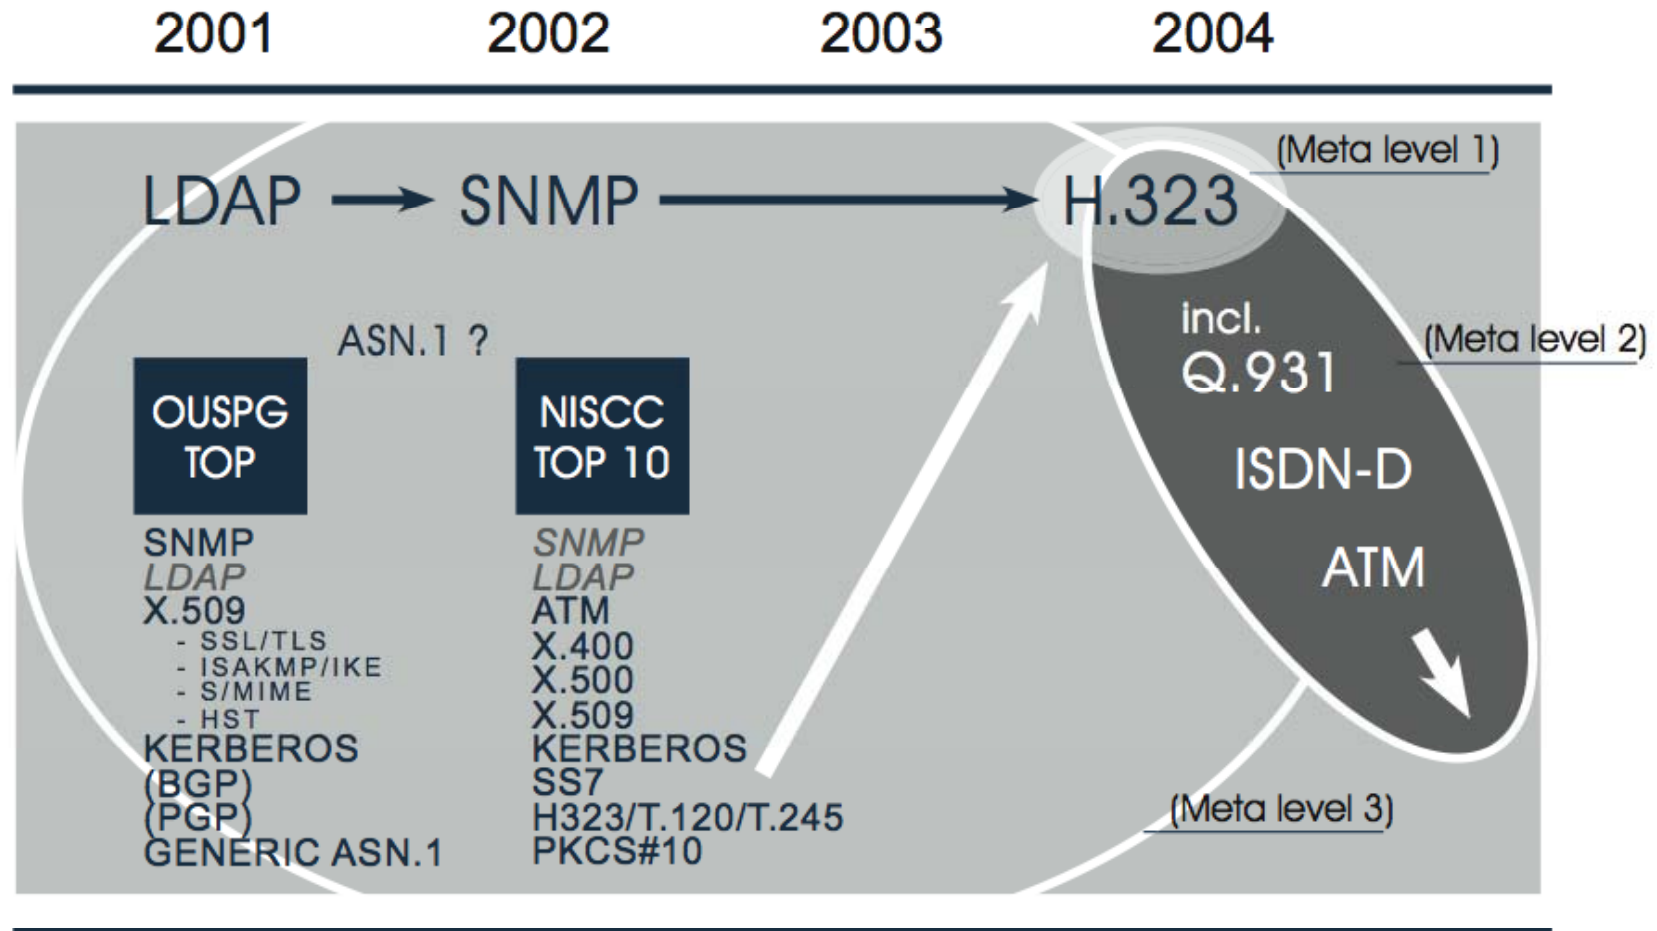 2001 2002 2003 2004
(Meta level 1)
LDAP SNMP H.323
ASN.1 ?
incl.
Q.931
(Meta level 2)
OUSPG
TOP
NISCC
TOP 10
ISDN-D
ATM
SNMP
LDAP
X.509
- SSL/TLS
- ISAKMP/IKE
- S/MIME
- HST
KERBEROS
(BGP)
(PGP)
GENERIC ASN.1
SNMP
LDAP
ATM
X.400
X.500
X.509
KERBEROS
SS7
H323/T.120/T.245
PKCS#10
(Meta level 3)